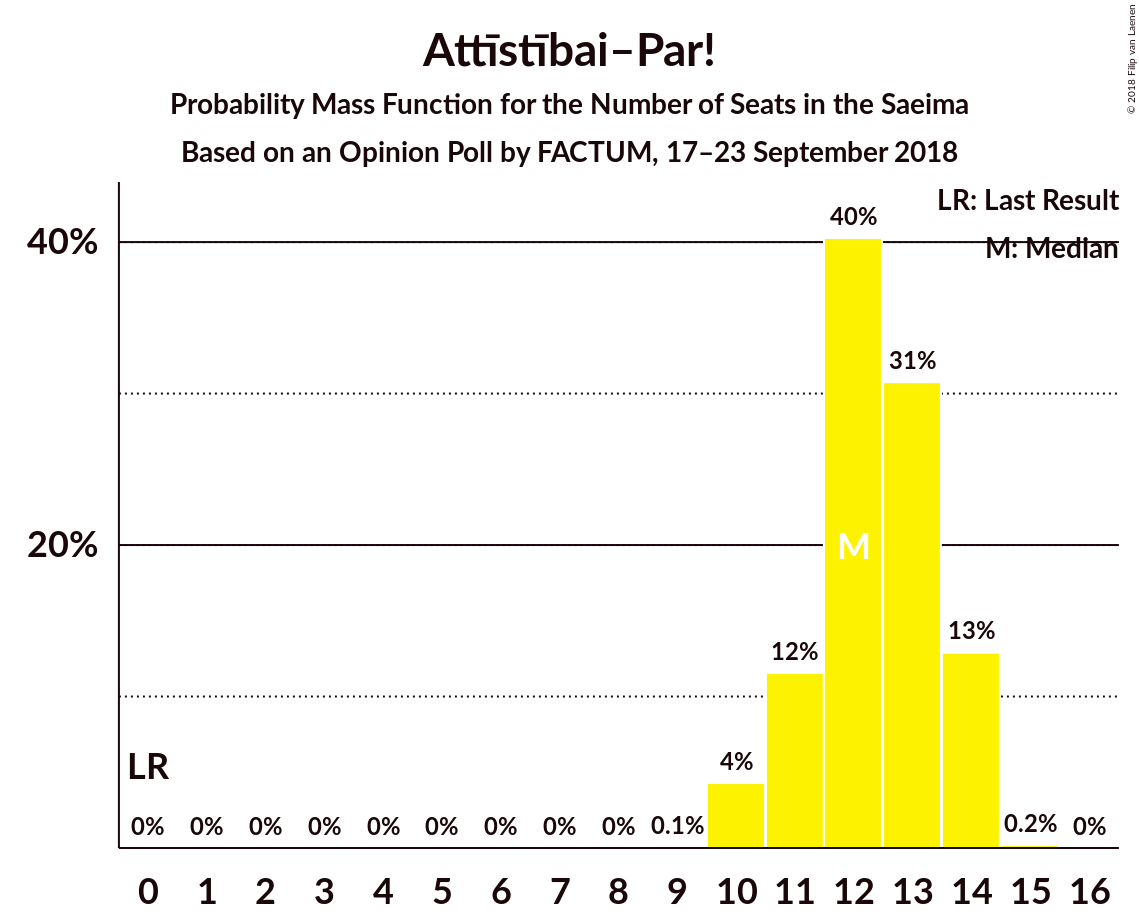 Attīstībai–Par!
Probability Mass Function for the Number of Seats in the Saeima
Based on an Opinion Poll by FACTUM, 17–23 September 2018
© 2018 Filip van Laenen
LR: Last Result
M: Median
40%
20%
40%
31%
M
13%
12%
4%
LR
0% 0% 0% 0% 0% 0% 0% 0% 0% 0.1% 0.2% 0%
0 1 2 3 4 5 6 7 8 9 10 11 12 13 14 15 16